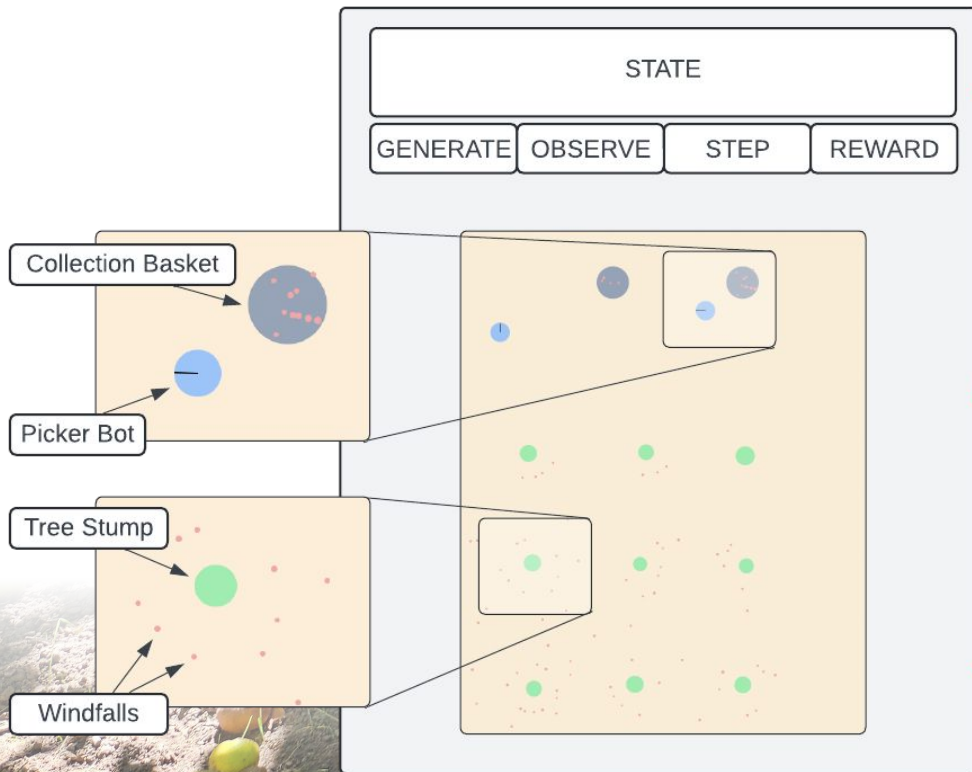 STATE
GENERATE
OBSERVE
STEP
REWARD
Collection Basket
Picker Bot
Tree Stump
Windfalls